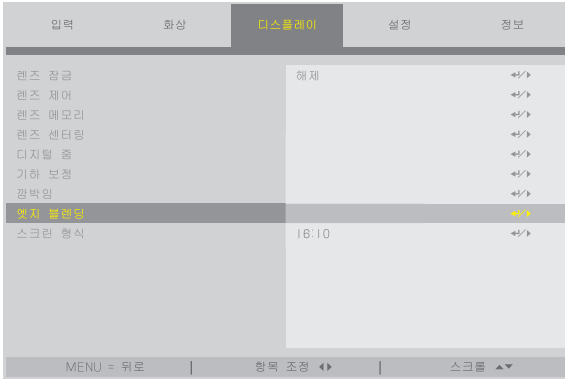 입력 화상 디스플레이 설정 정보
렌즈 잠금 해제
렌즈 제어
렌즈 메모리
렌즈 센터링
디지털 줌
기하 보정
깜박임
엣지 블렌딩
스크린 형식 16:10
MENU = 뒤로 | 항목 조정 | 스크롤